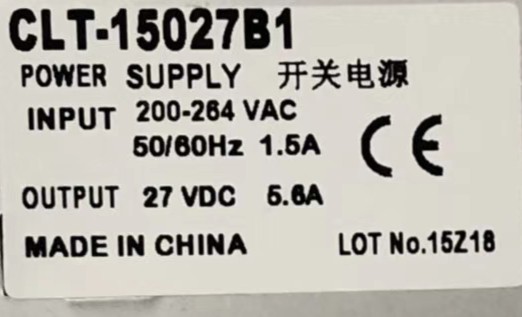 CLT-15027B1
POWER SUPPLY 开关电源
INPUT 200-264 VAC
50/60Hz 1.5A
CE
OUTPUT 27 VDC 5.6A
MADE IN CHINA LOT No.15Z18